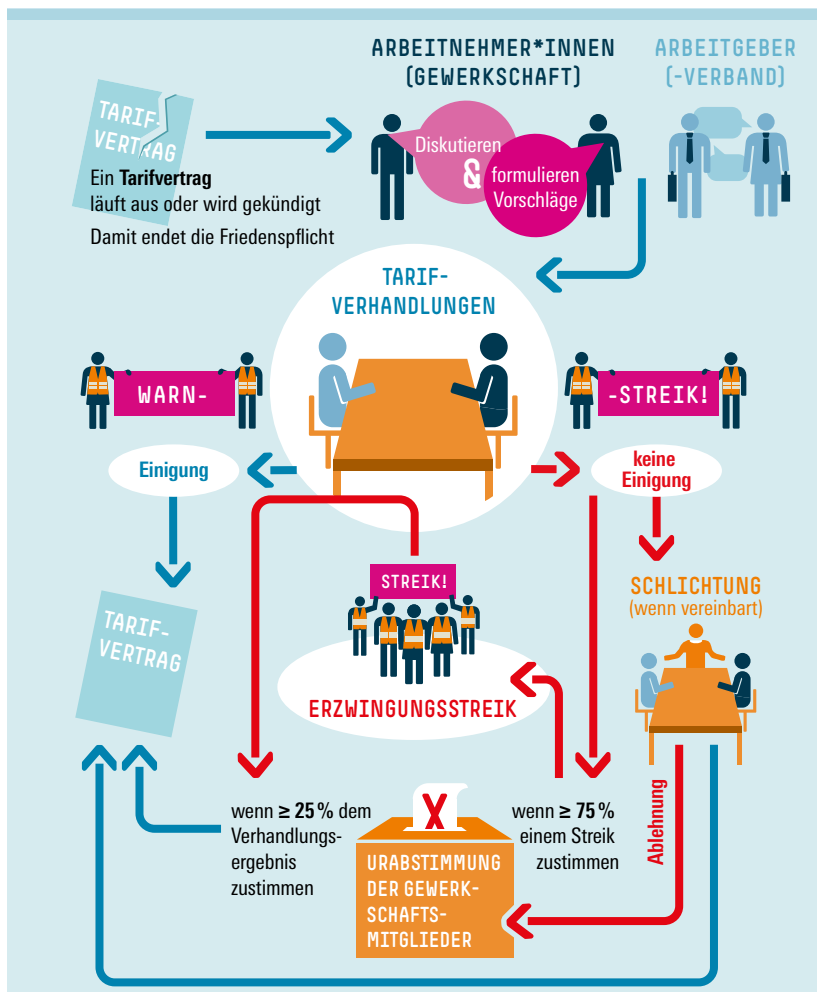 ARBEITNEHMER*INNEN
(GEWERKSCHAFT)
ARBEITGEBER
(-VERBAND)
TARIF-
VERTRAG
Ein Tarifvertrag
läuft aus oder wird gekündigt
Damit endet die Friedenspflicht
Diskutieren
&
formulieren
Vorschläge
TARIF-
VERHANDLUNGEN
WARN-
-STREIK!
Einigung
keine
Einigung
TARIF-
VERTRAG
STREIK!
ERZWINGUNGSSTREIK
SCHLICHTUNG
(wenn vereinbart)
wenn ≥ 25 % dem
Verhandlungs-
ergebnis
zustimmen
X
wenn ≥ 75 %
einem Streik
zustimmen
Ablehnung
URABSTIMMUNG
DER GEWERK-
SCHAFTS-
MITGLIEDER